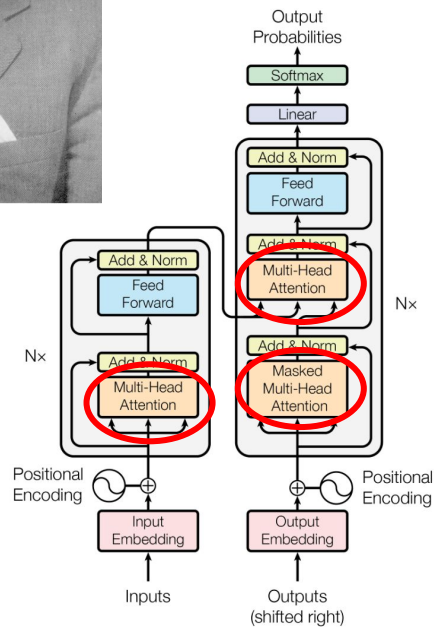 Output
Probabilities
Softmax
Linear
Add & Norm
Feed
Forward
Add & Norm
Multi-Head
Attention
Add & Norm
Masked
Multi-Head
Attention
N×
Positional
Encoding
Output
Embedding
Outputs
(shifted right)
Add & Norm
Feed
Forward
Add & Norm
Multi-Head
Attention
N×
Positional
Encoding
Input
Embedding
Inputs